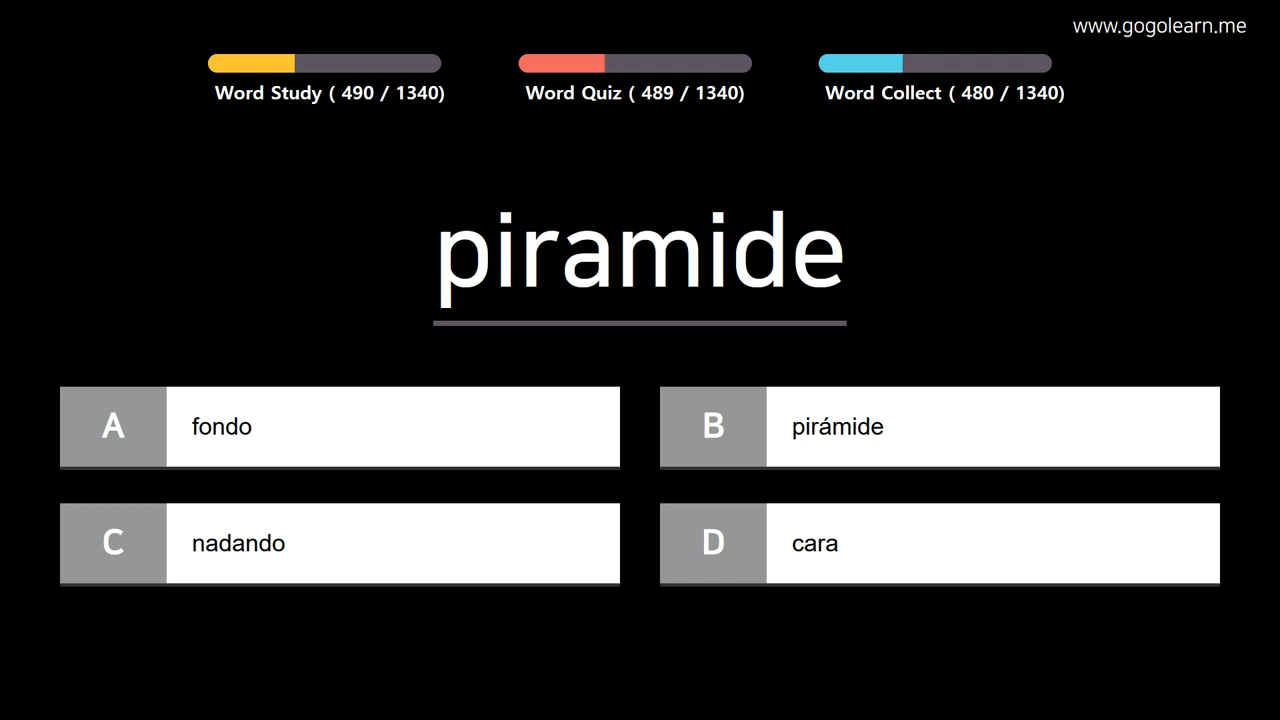 www.gogolearn.me
Word Study ( 490 / 1340)
Word Quiz ( 489 / 1340)
Word Collect ( 480 / 1340)
piramide
A fondo
B pirámide
C nadando
D cara